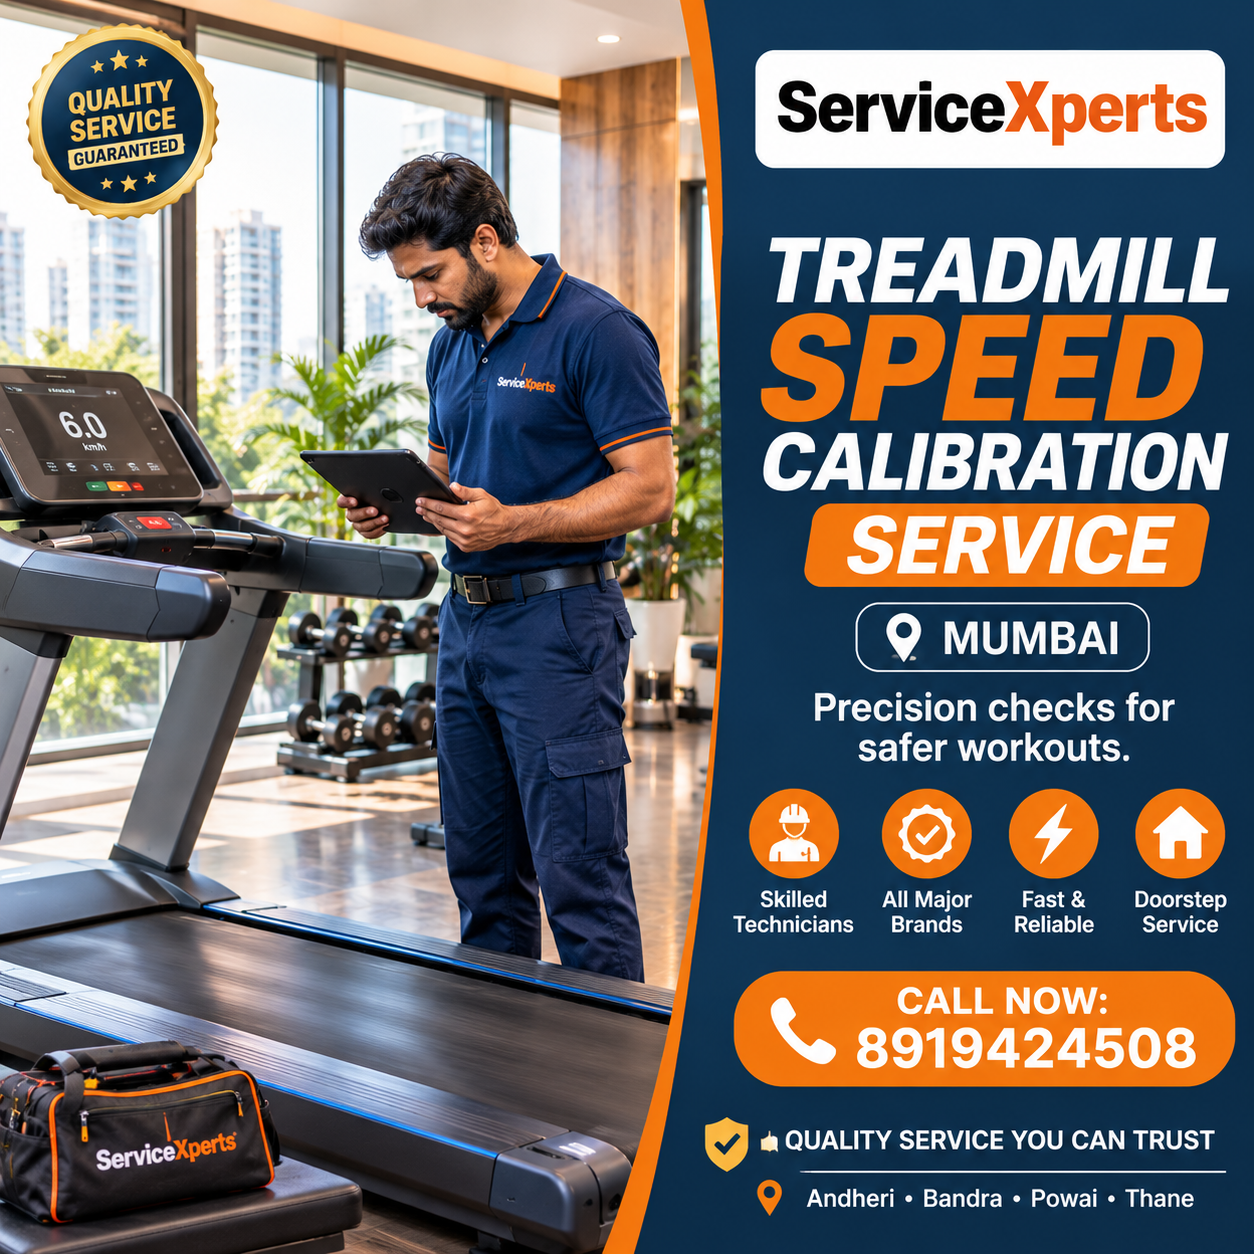 QUALITY
SERVICE
GUARANTEED
ServiceXperts
TREADMILL
SPEED
CALIBRATION
SERVICE
MUMBAI
Precision checks for
safer workouts.
Skilled
Technicians
All Major
Brands
Fast &
Reliable
Doorstep
Service
CALL NOW:
8919424508
QUALITY SERVICE YOU CAN TRUST
Andheri • Bandra • Powai • Thane
ServiceXperts
6.0
km/h
ServiceXperts